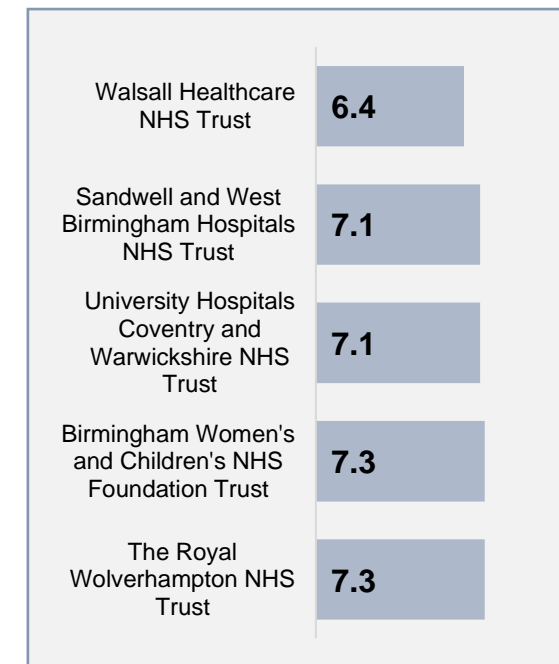 Walsall Healthcare
NHS Trust
6.4
Sandwell and West
Birmingham Hospitals
NHS Trust
7.1
University Hospitals
Coventry and
Warwickshire NHS
Trust
7.1
Birmingham Women's
and Children's NHS
Foundation Trust
7.3
The Royal
Wolverhampton NHS
Trust
7.3